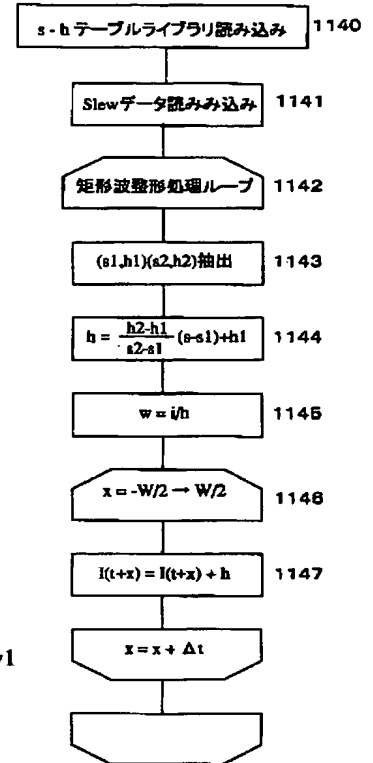 s - h テーブルライブラリ読み込み 1140
Slewデータ読みみ込み 1141
矩形波整形処理ループ 1142
(s1,h1)(s2,h2)抽出 1143
h = \frac{h2-h1}{s2-s1} (s-s1)+h1 1144
w = i/h 1145
x = -W/2 → W/2 1146
I(t+x) = I(t+x) + h 1147
x = x + Δt